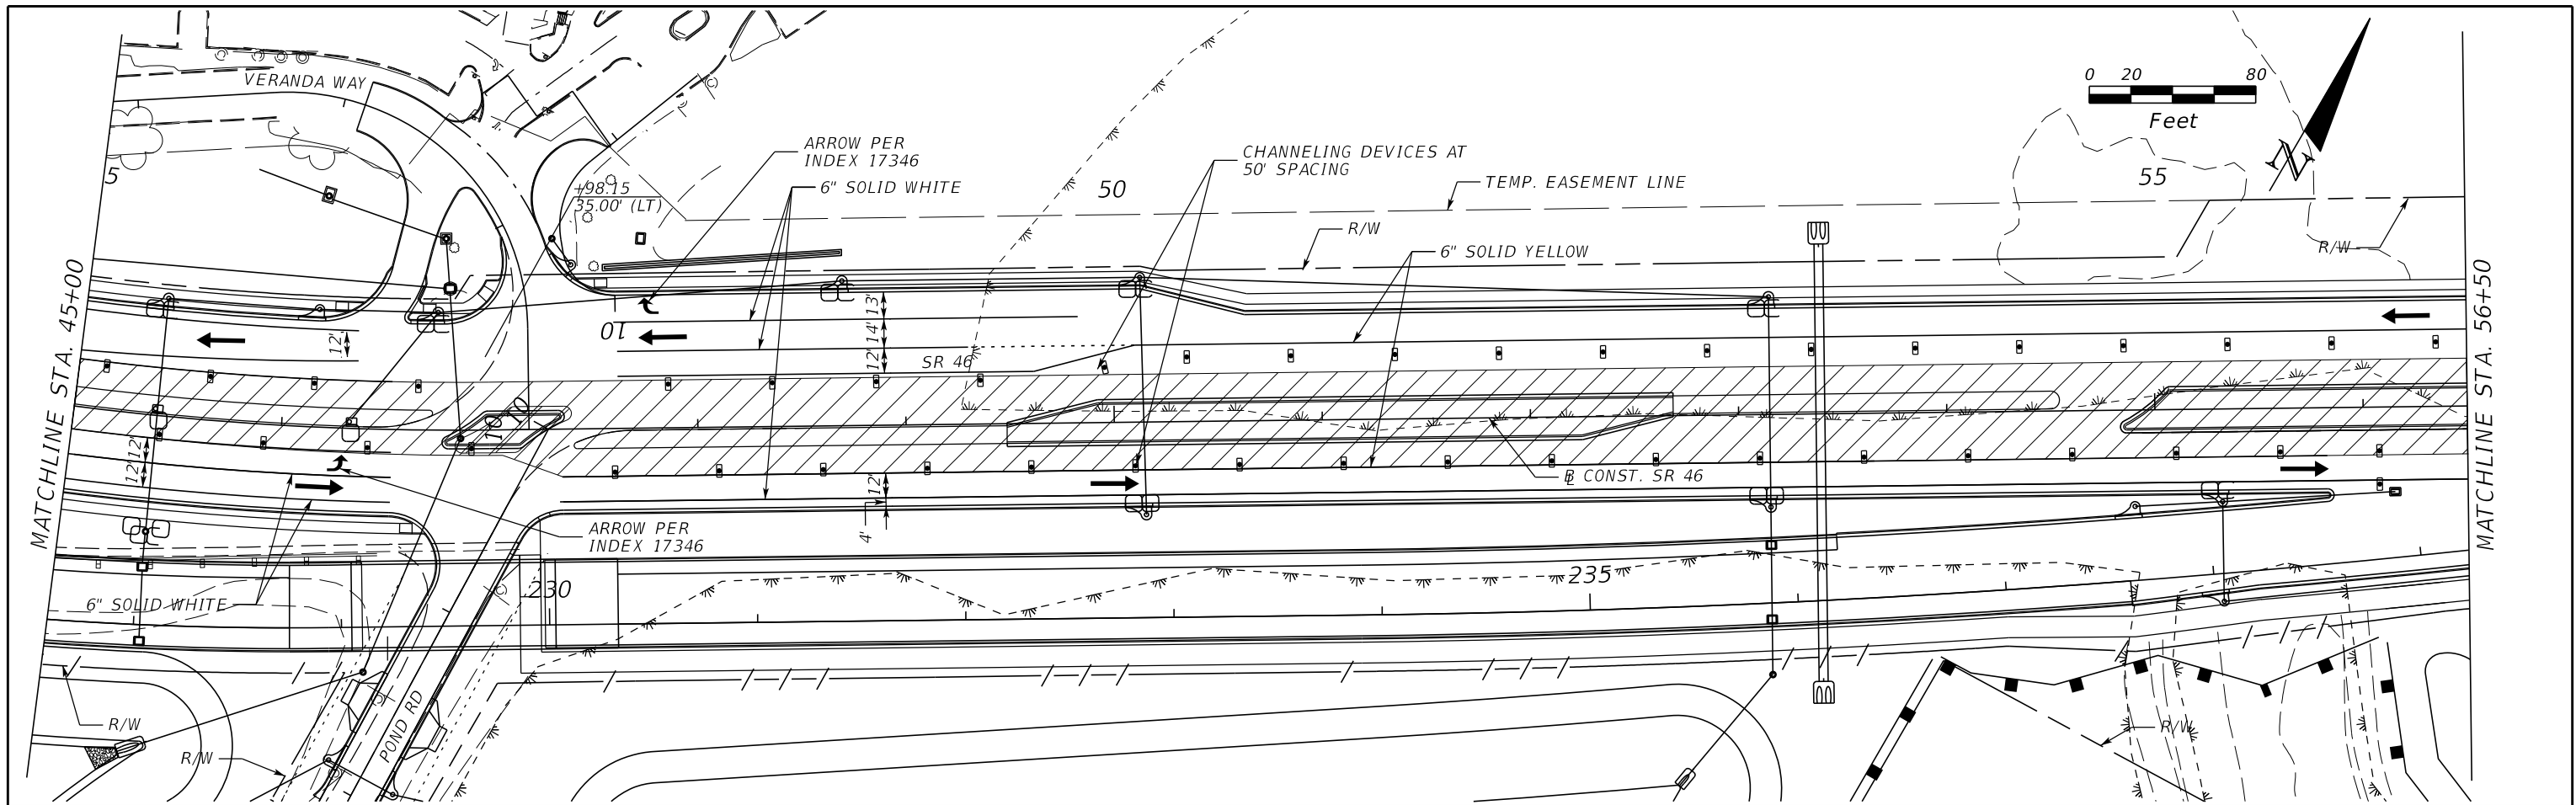 VERANDA WAY
5
ARROW PER
INDEX 17346
6" SOLID WHITE
+98.15
35.00' (LT)
50
CHANNELING DEVICES AT
50' SPACING
TEMP. EASEMENT LINE
R/W
6" SOLID YELLOW
55
0 20 80
Feet
N
R/W
MATCHLINE STA. 45+00
MATCHLINE STA. 56+50
10
13'
14'
12'
12'
SR 46
10
10
12'
12'
12'
4'
B CONST. SR 46
ARROW PER
INDEX 17346
6" SOLID WHITE
230
235
R/W
R/W
POND RD
R/W